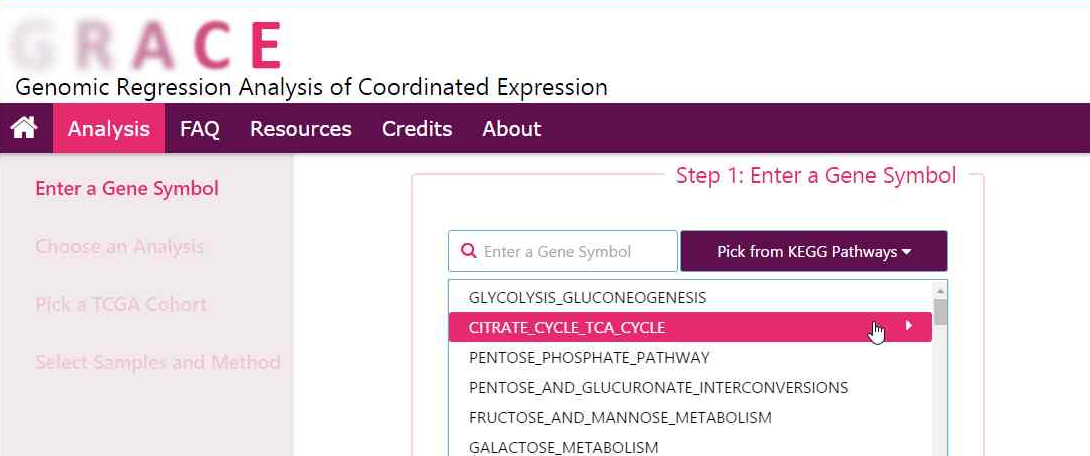 GRACE
Genomic Regression Analysis of Coordinated Expression
Analysis FAQ Resources Credits About
Enter a Gene Symbol
Choose an Analysis
Pick a TCGA Cohort
Select Samples and Method
Step 1: Enter a Gene Symbol
Enter a Gene Symbol Pick from KEGG Pathways
GLYCOLYSIS_GLUCONEOGENESIS
CITRATE_CYCLE_TCA_CYCLE
PENTOSE_PHOSPHATE_PATHWAY
PENTOSE_AND_GLUCURONATE_INTERCONVERSIONS
FRUCTOSE_AND_MANNOSE_METABOLISM
GALACTOSE_METABOLISM